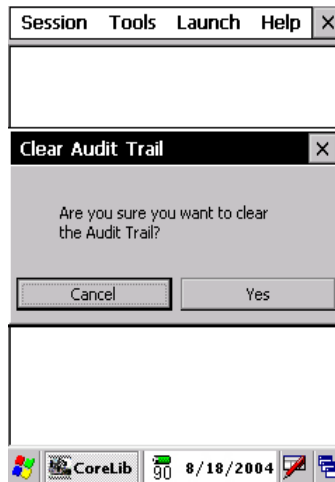 Session Tools Launch Help
Clear Audit Trail
Are you sure you want to clear
the Audit Trail?
Cancel Yes
CoreLib 90 8/18/2004